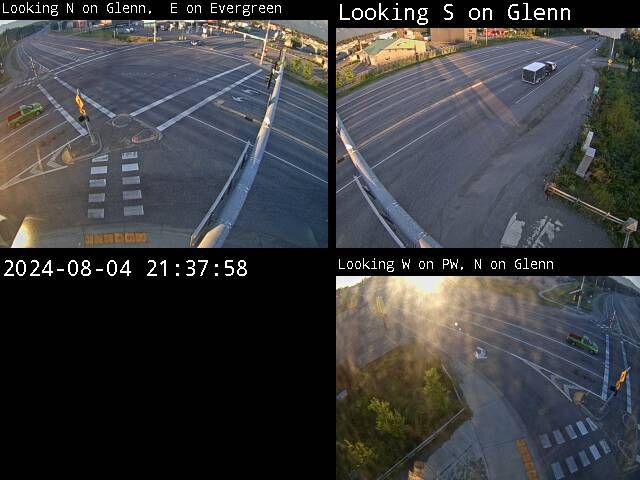 Looking N on Glenn, E on Evergreen
Looking S on Glenn
2024-08-04 21:37:58
Looking W on PW, N on Glenn